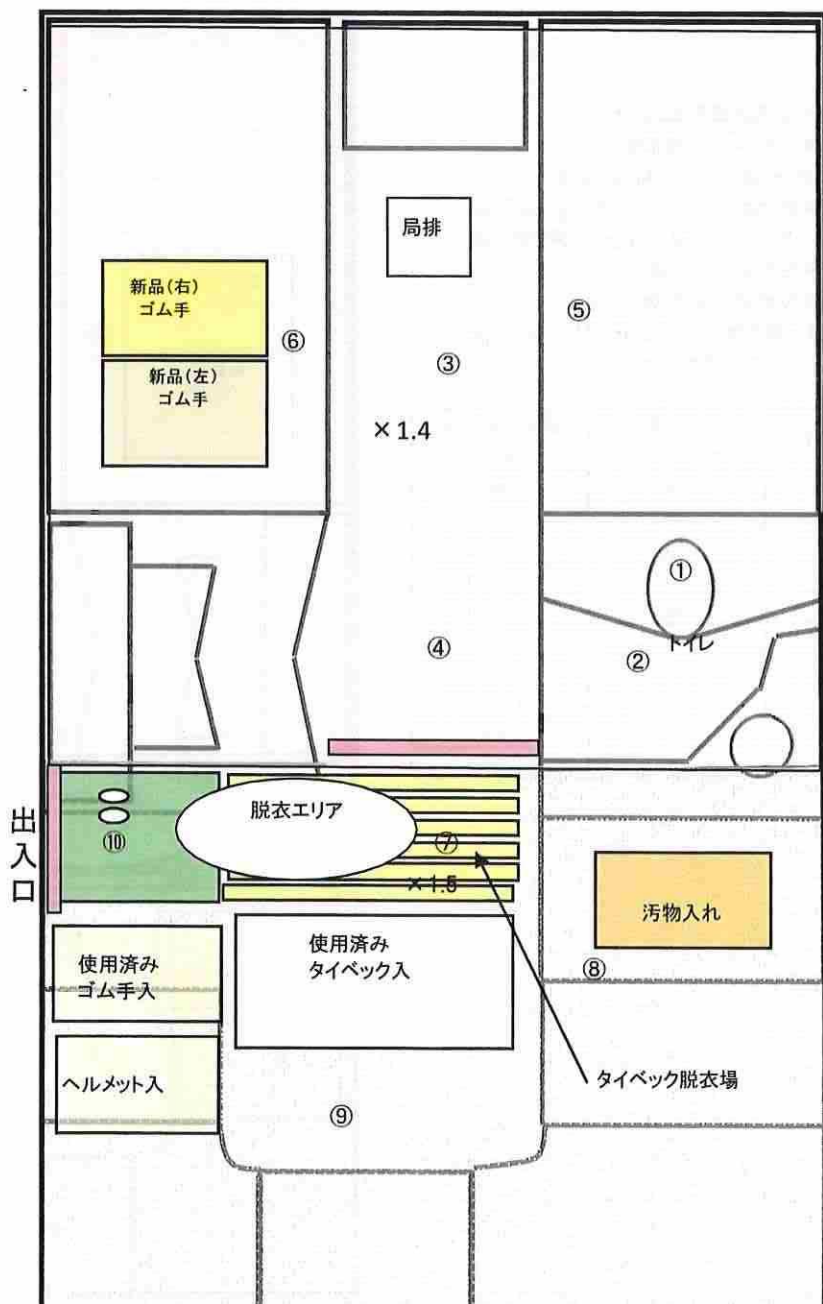 局排
新品(右)
ゴム手
⑥
⑤
③
新品(左)
ゴム手
×1.4
①
トイレ
②
④
出入口
脱衣エリア
⑩
⑦
×1.5
汚物入れ
使用済み
ゴム手入
使用済み
タイベック入
⑧
ヘルメット入
タイベック脱衣場
⑨